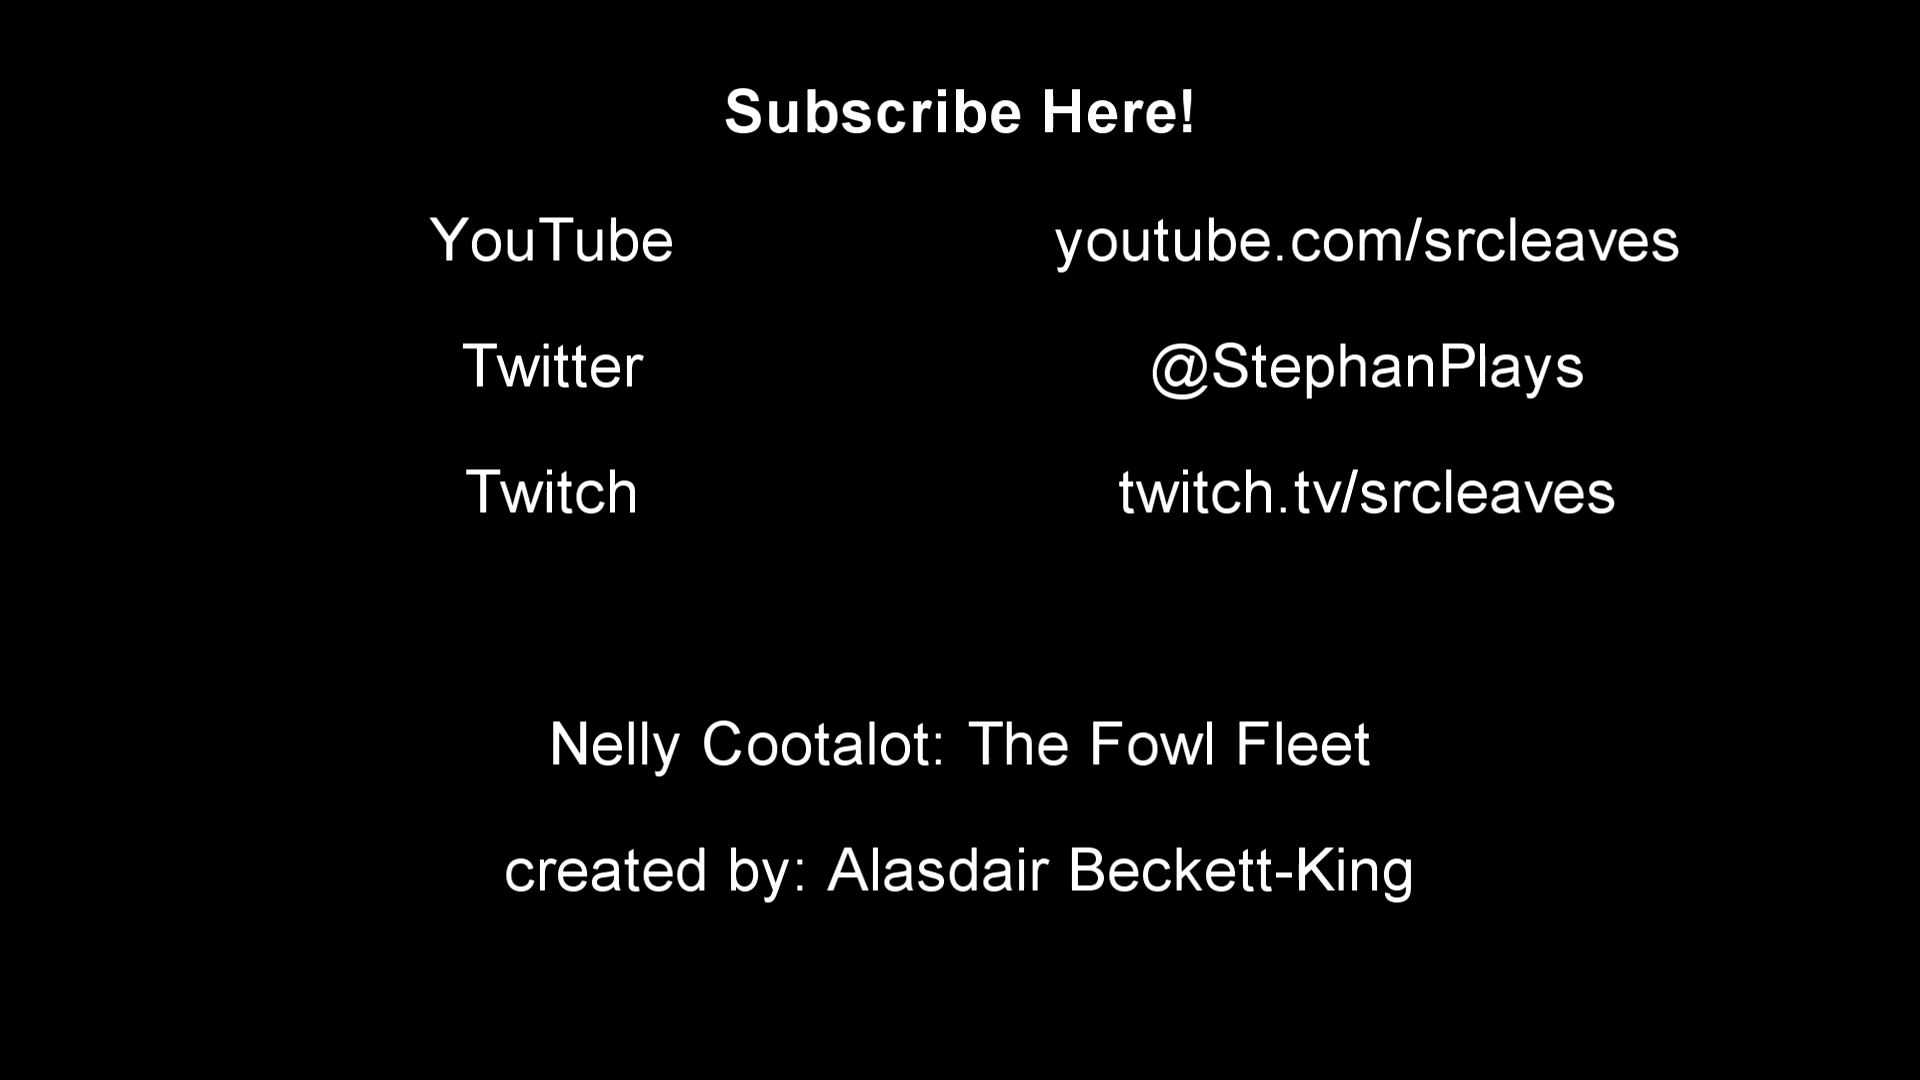 Subscribe Here!
YouTube youtube.com/srcleaves
Twitter @StephanPlays
Twitch twitch.tv/srcleaves
Nelly Cootalot: The Fowl Fleet
created by: Alasdair Beckett-King